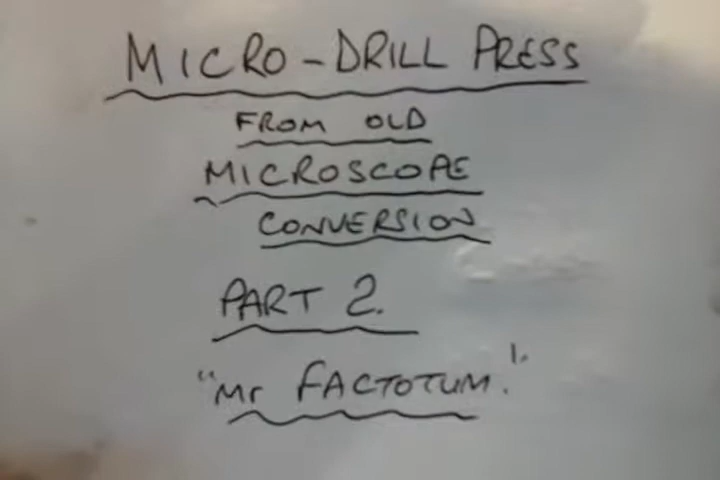 MICRO-DRILL PRESS
FROM OLD
MICROSCOPE
CONVERSION
PART 2.
"Mr FACTOTUM."